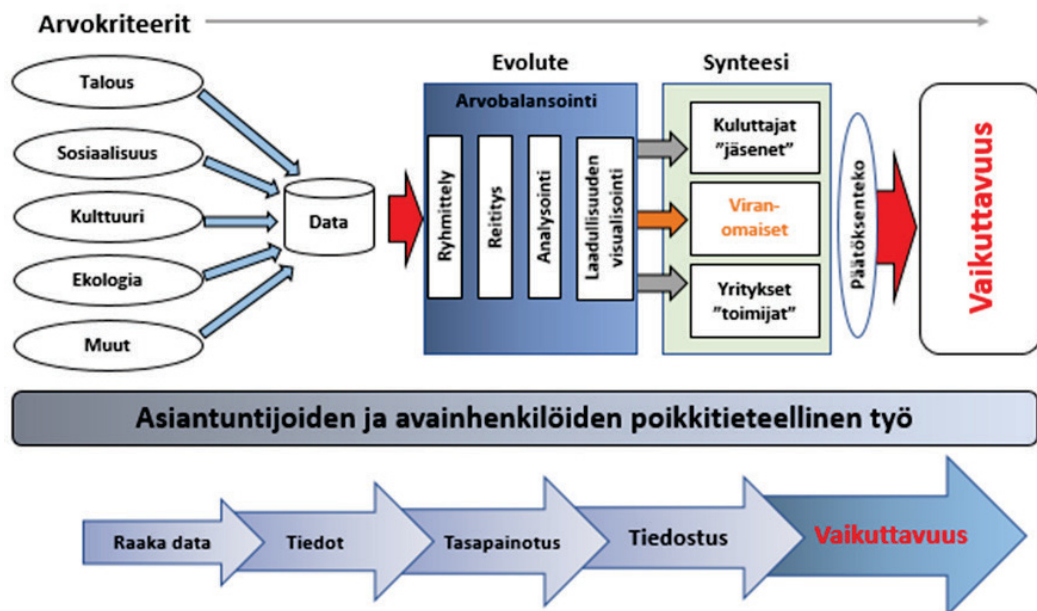 Arvokriteerit
Talous
Sosiaalisuus
Kulttuuri
Ekologia
Muut
Data
Evolute
Arvobalansointi
Ryhmittely
Reititys
Analysointi
Laadullisuuden
visualisointi
Synteesi
Kuluttajat
”jäsenet”
Viran-
omaiset
Yritykset
”toimijat”
Päätöksenteko
Vaikuttavuus
Asiantuntijoiden ja avainhenkilöiden poikkitieteellinen työ
Raaka data
Tiedot
Tasapainotus
Tiedostus
Vaikuttavuus